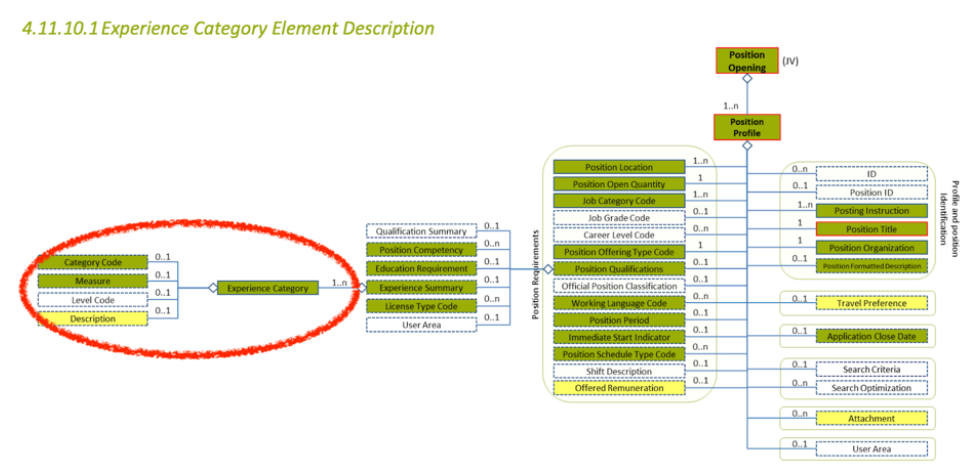 4.11.10.1 Experience Category Element Description
Position
Opening
(JV)
1..n
Position
Profile
Category Code
0..1
Measure
0..1
Level Code
0..1
Description
0..1
Experience Category
1..n
Qualification Summary
0..1
Position Competency
0..n
Education Requirement
0..1
Experience Summary
0..1
License Type Code
0..n
User Area
0..1
Position Requirements
Position Location
1..n
Position Open Quantity
1
Job Category Code
1..n
Job Grade Code
0..1
Career Level Code
0..n
Position Offering Type Code
1
Position Qualifications
0..1
Official Position Classification
0..1
Working Language Code
0..n
Position Period
0..1
Immediate Start Indicator
0..1
Position Schedule Type Code
0..n
Shift Description
0..1
Offered Remuneration
0..1
0..n
ID
0..1
Position ID
1..n
Posting Instruction
1
Position Title
1
Position Organization
0..1
Position Formatted Description
Profile and position
Identification
0..1
Travel Preference
0..1
Application Close Date
0..1
Search Criteria
0..n
Search Optimization
0..n
Attachment
0..1
User Area